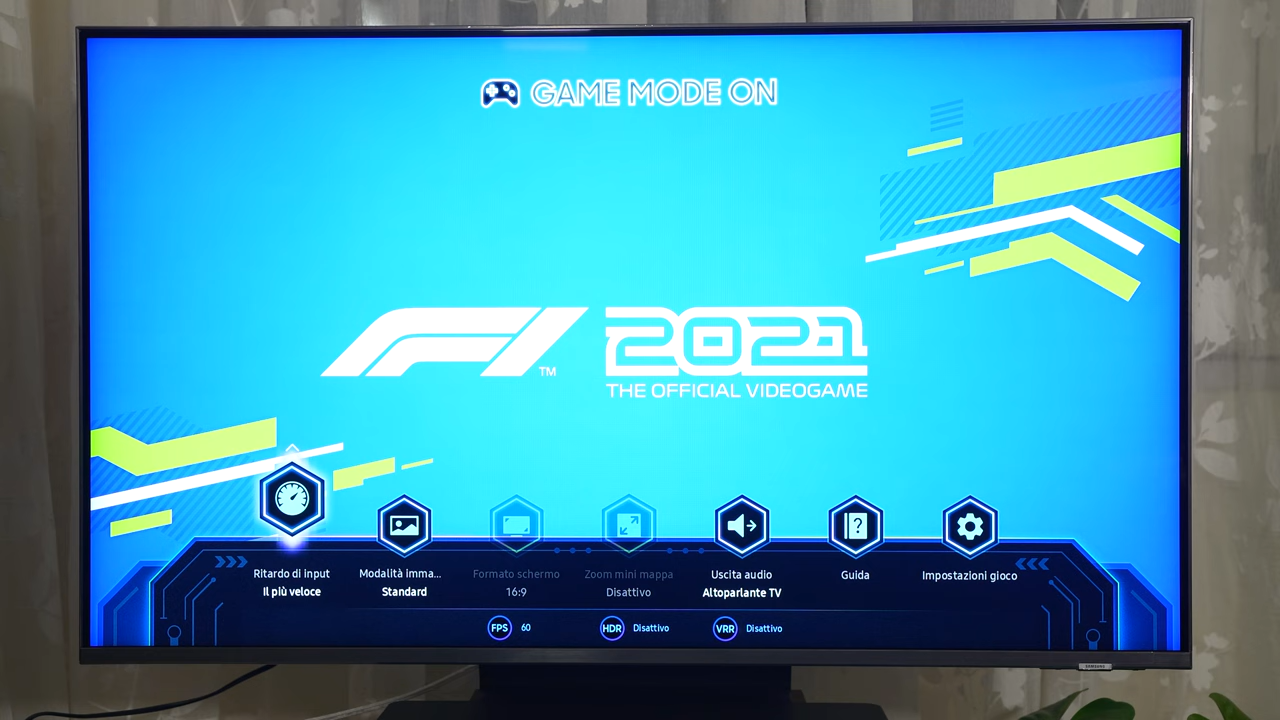 GAME MODE ON
F1 TM 2021
THE OFFICIAL VIDEOGAME
Ritardo di input
Il più veloce
Modalità imma...
Standard
Formato schermo
16:9
Zoom mini mappa
Disattivo
Uscita audio
Altoparlante TV
Guida
Impostazioni gioco
FPS 60
HDR Disattivo
VRR Disattivo
SAMSUNG